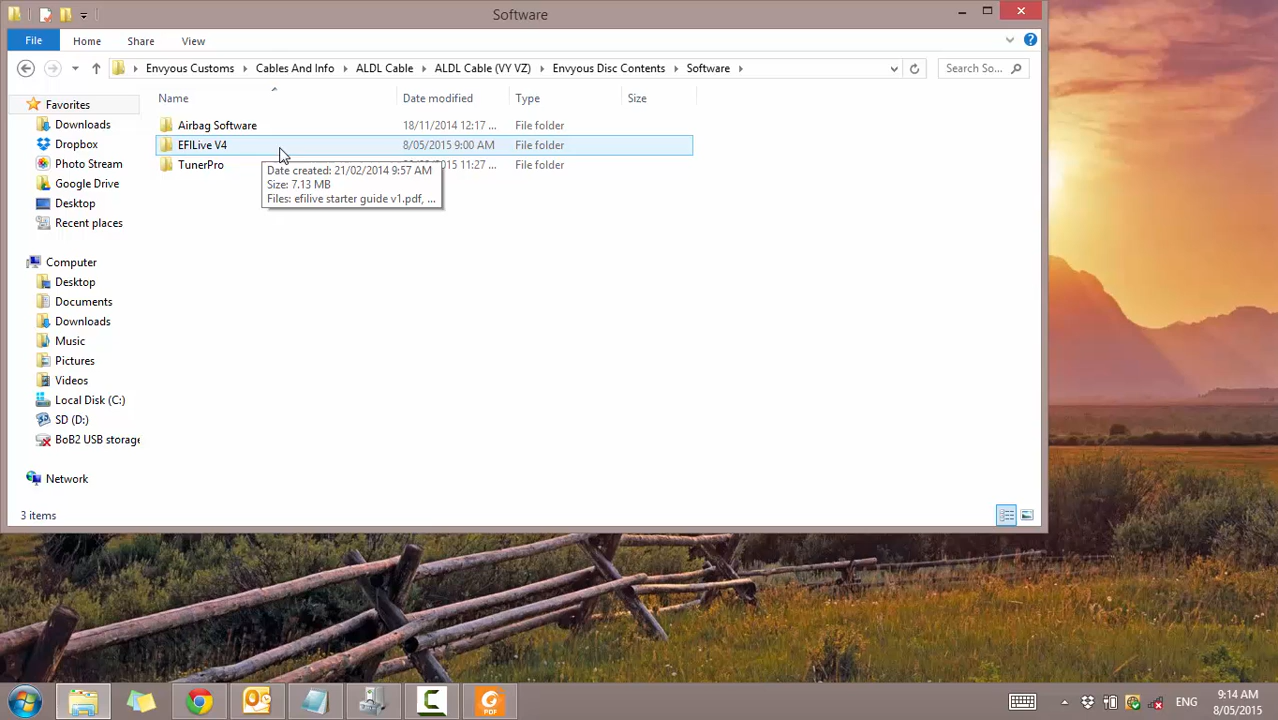 Software
File Home Share View
Envyous Customs Cables And Info ALDL Cable ALDL Cable (VY VZ) Envyous Disc Contents Software Search So...
Name Date modified Type Size
Favorites
Downloads
Dropbox
Photo Stream
Google Drive
Desktop
Recent places
Computer
Desktop
Documents
Downloads
Music
Pictures
Videos
Local Disk (C:)
SD (D:)
BoB2 USB storage
Network
Airbag Software 18/11/2014 12:17 ... File folder
EFILive V4 8/05/2015 9:00 AM File folder
TunerPro 2015 11:27 ... File folder
Date created: 21/02/2014 9:57 AM
Size: 7.13 MB
Files: efilive starter guide v1.pdf, ...
3 items
PDF
ENG
9:14 AM
8/05/2015